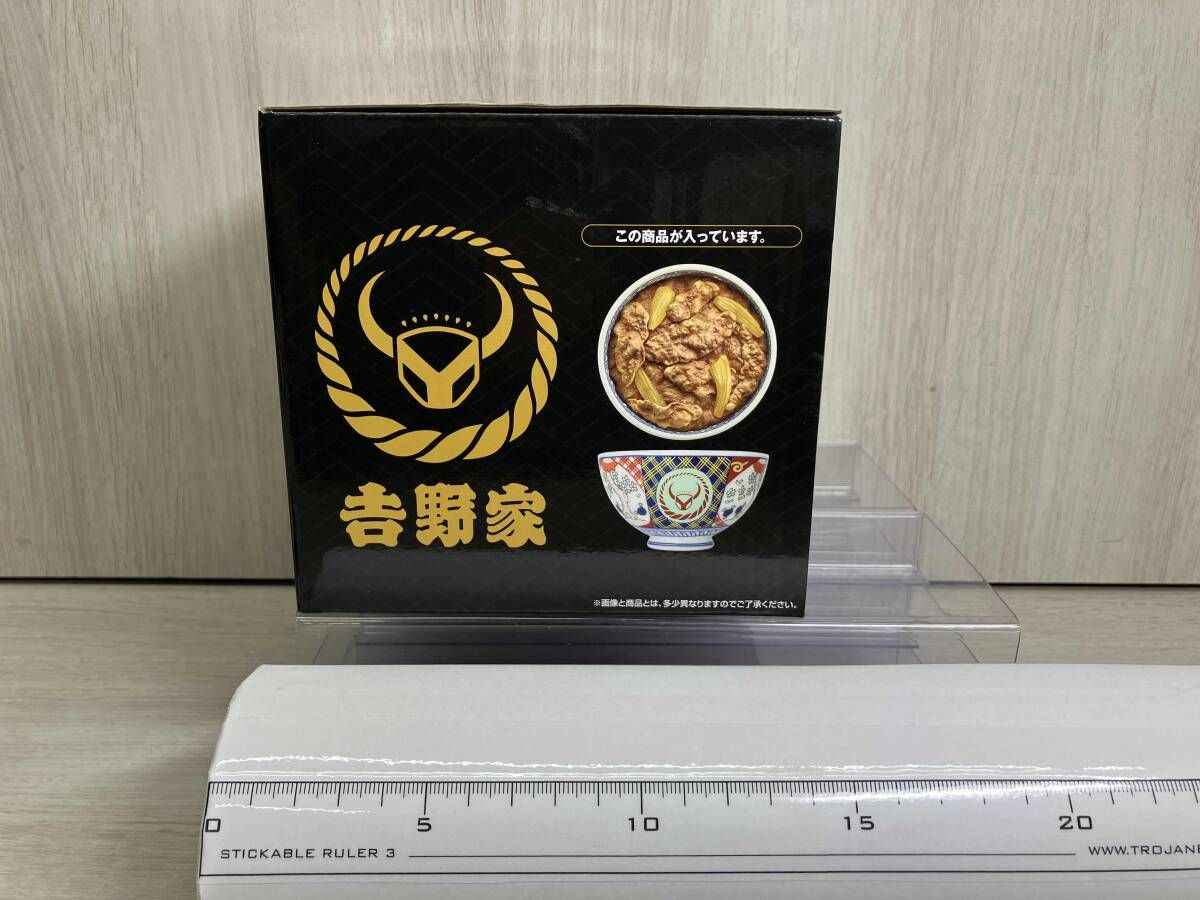 この商品が入っています。
吉野家
※画像と商品とは、多少異なりますのでご了承ください。
0 5 10 15 20
STICKABLE RULER 3
WWW.TROJANE